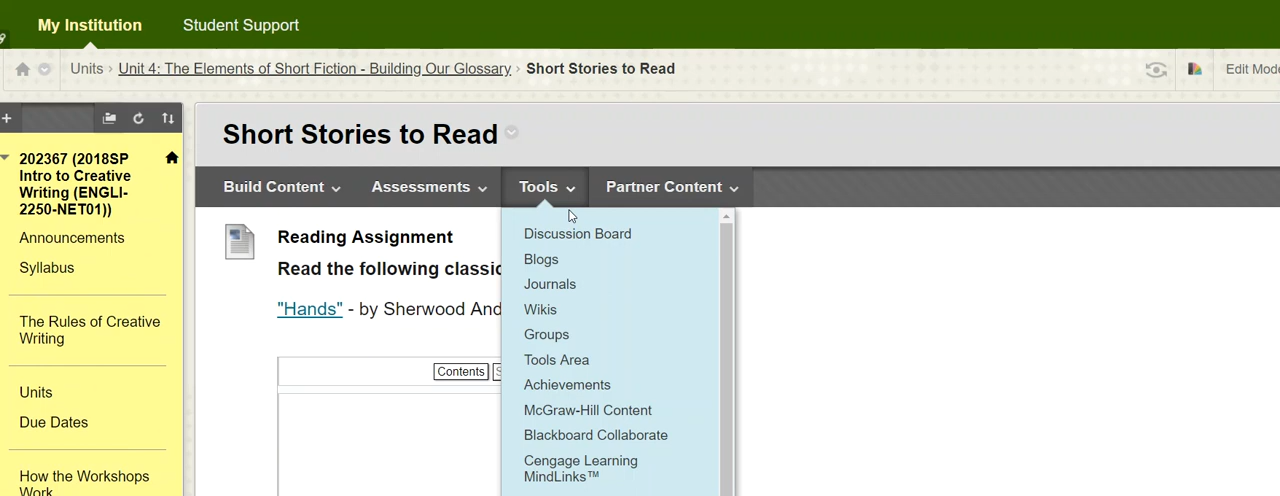 My Institution Student Support
Units › Unit 4: The Elements of Short Fiction - Building Our Glossary › Short Stories to Read
Edit Mode
202367 (2018SP
Intro to Creative
Writing (ENGLI-
2250-NET01))
Announcements
Syllabus
The Rules of Creative
Writing
Units
Due Dates
How the Workshops
Work
Short Stories to Read
Build Content Assessments Tools Partner Content
Reading Assignment
Read the following classic
"Hands" - by Sherwood And
Contents
Discussion Board
Blogs
Journals
Wikis
Groups
Tools Area
Achievements
McGraw-Hill Content
Blackboard Collaborate
Cengage Learning
MindLinks™